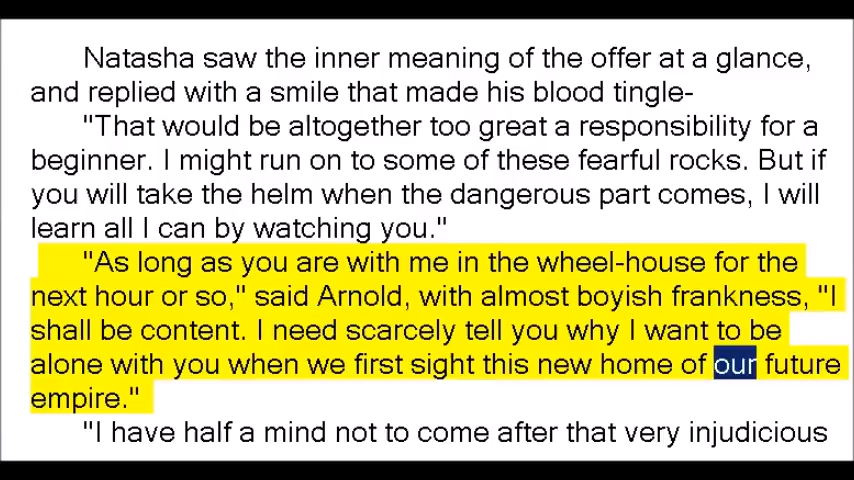 Natasha saw the inner meaning of the offer at a glance,
and replied with a smile that made his blood tingle-
"That would be altogether too great a responsibility for a
beginner. I might run on to some of these fearful rocks. But if
you will take the helm when the dangerous part comes, I will
learn all I can by watching you."
"As long as you are with me in the wheel-house for the
next hour or so," said Arnold, with almost boyish frankness, "I
shall be content. I need scarcely tell you why I want to be
alone with you when we first sight this new home of our future
empire."
"I have half a mind not to come after that very injudicious